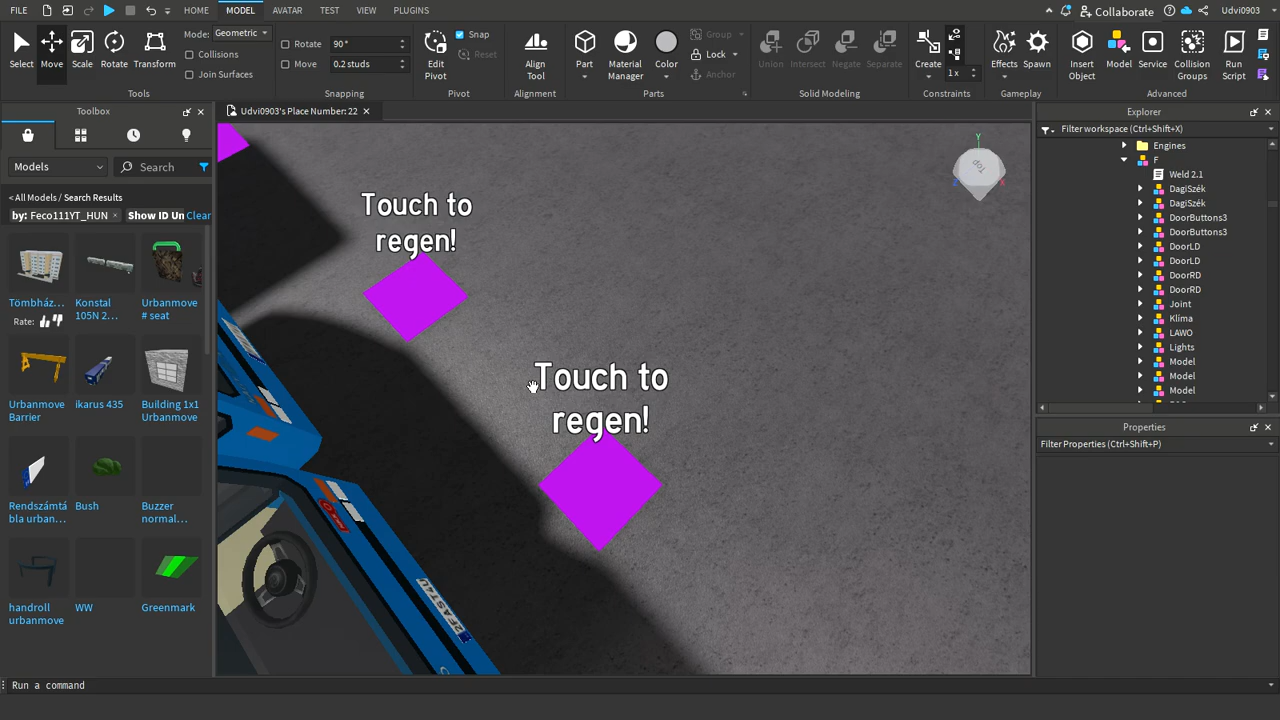 FILE
HOME
MODEL
AVATAR
TEST
VIEW
PLUGINS
Collaborate
Udvi0903
Select
Move
Scale
Rotate
Transform
Mode:
Geometric
Collisions
Join Surfaces
Tools
Rotate
90°
Move
0.2 studs
Snapping
Edit
Pivot
Snap
Reset
Pivot
Align
Tool
Alignment
Part
Material
Manager
Color
Group
Lock
Anchor
Parts
Union
Intersect
Negate
Separate
Solid Modeling
Create
1 x
Constraints
Effects
Spawn
Gameplay
Insert
Object
Model
Service
Collision
Groups
Run
Script
Advanced
Toolbox
Models
Search
< All Models / Search Results
by: Feco111YT_HUN
Show ID Un
Clear
Tömbház...
Rate:
Konstal
105N 2...
Urbanmove
# seat
Urbanmove
Barrier
ikarus 435
Building 1x1
Urbanmove
Rendszámtá
bla urban...
Bush
Buzzer
normal...
handroll
urbanmove
WW
Greenmark
Udvi0903's Place Number: 22
Touch to
regen!
Touch to
regen!
2FAST4U
Top
Y
X
Z
Explorer
Filter workspace (Ctrl+Shift+X)
Engines
F
Weld 2.1
DagiSzék
DagiSzék
DoorButtons3
DoorButtons3
DoorLD
DoorLD
DoorRD
DoorRD
Joint
Klíma
LAWO
Lights
Model
Model
Model
Properties
Filter Properties (Ctrl+Shift+P)
Run a command